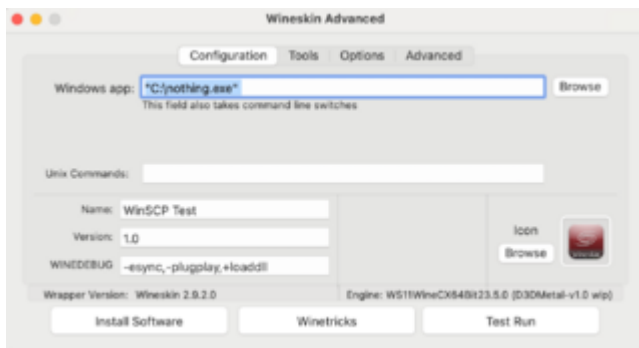 Wineskin Advanced
Configuration Tools Options Advanced
Windows app: "C:\nothing.exe" Browse
This field also takes command line switches
Unix Commands:
Name: WinSCP Test
Version: 1.0
Icon
Browse
WINEDEBUG -esync,-plugplay,+loaddll
Wrapper Version: Wineskin 2.9.2.0 Engine: WS11WineCX64Bit23.5.0 (D3DMetal-v1.0 wip)
Install Software Winetricks Test Run